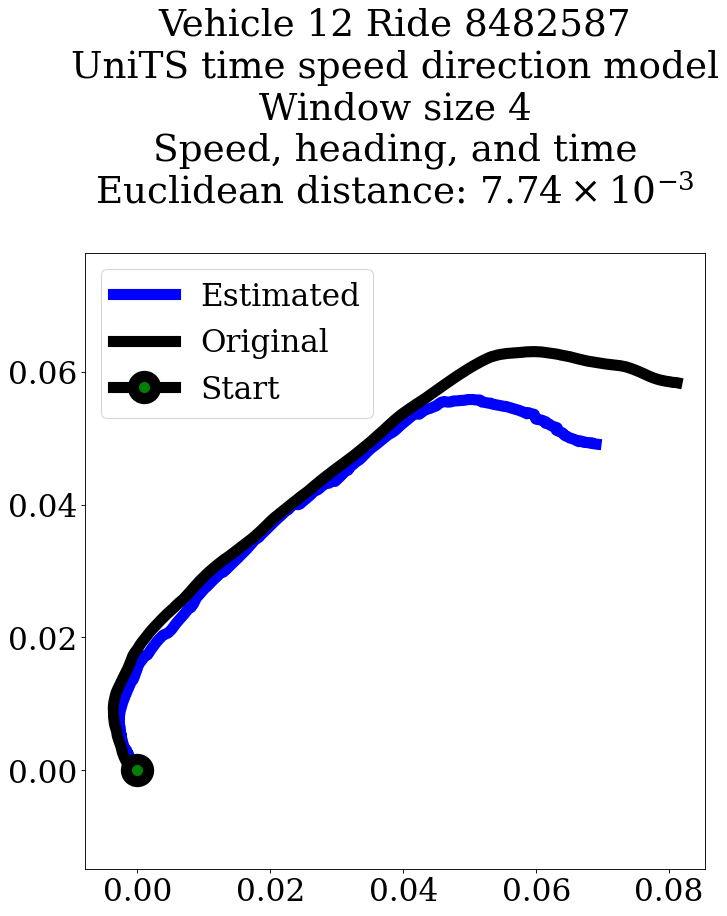 Vehicle 12 Ride 8482587
UniTS time speed direction model
Window size 4
Speed, heading, and time
Euclidean distance: 7.74 × 10⁻³
Estimated
Original
Start
0.06
0.04
0.02
0.00
0.00 0.02 0.04 0.06 0.08